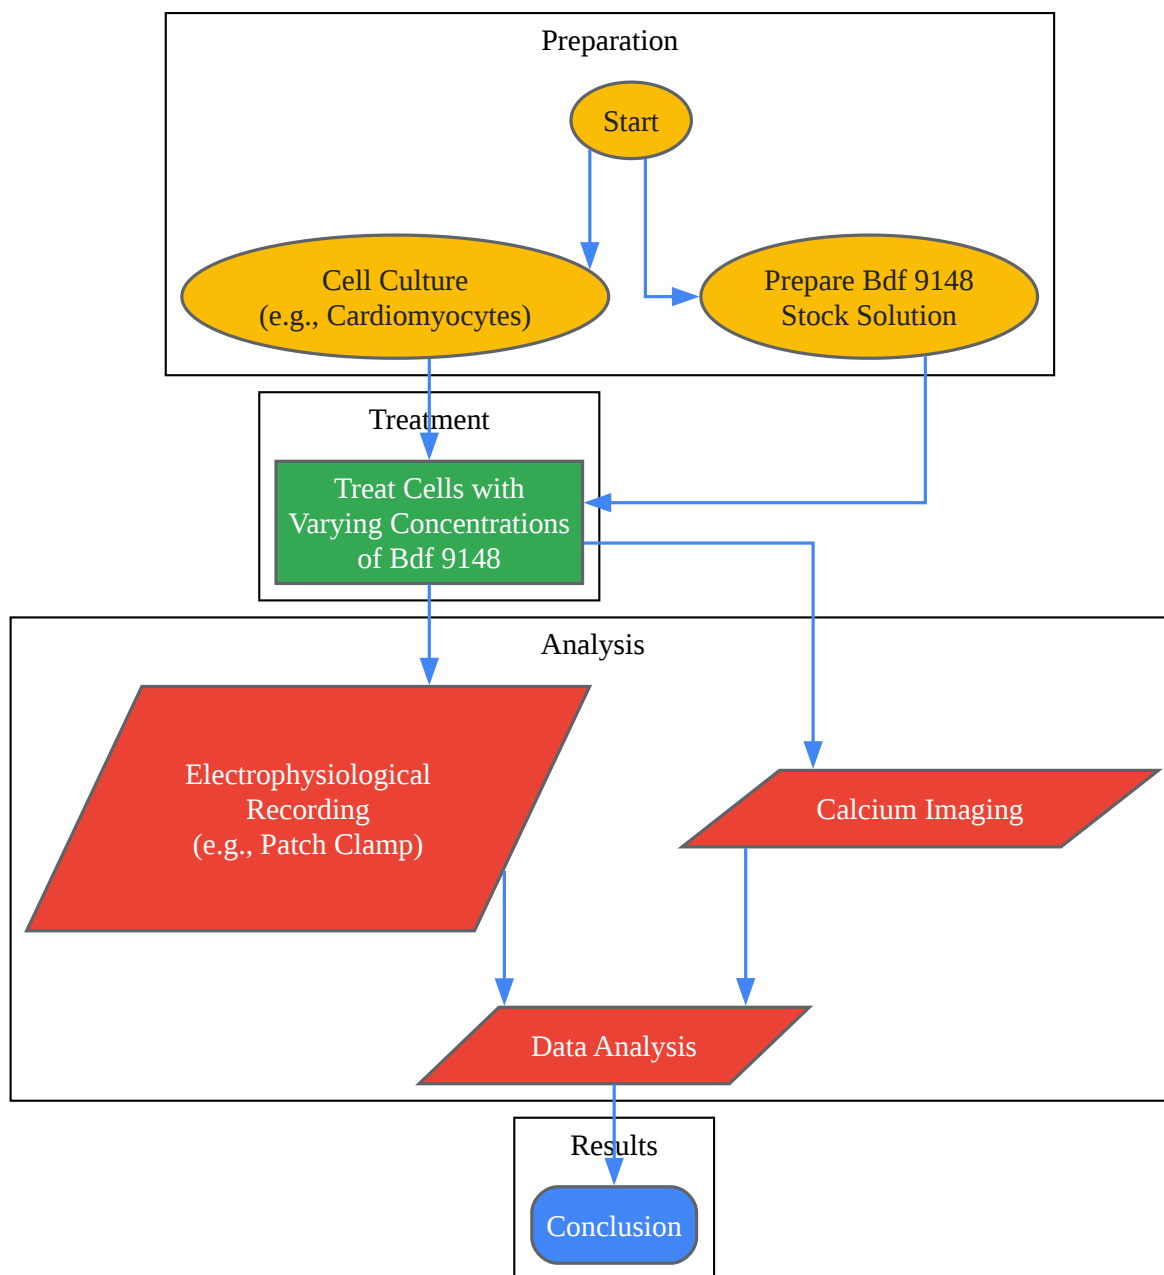 Preparation
Start
Cell Culture
(e.g., Cardiomyocytes)
Prepare Bdf 9148
Stock Solution
Treatment
Treat Cells with
Varying Concentrations
of Bdf 9148
Analysis
Electrophysiological
Recording
(e.g., Patch Clamp)
Calcium Imaging
Data Analysis
Results
Conclusion